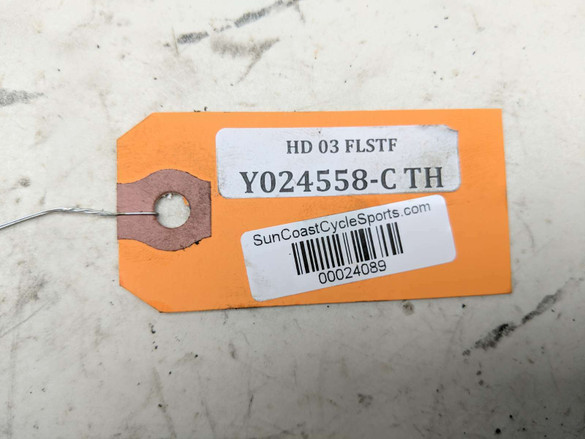 HD 03 FLSTF
Y024558-C TH
SunCoastCycleSports.com
00024089